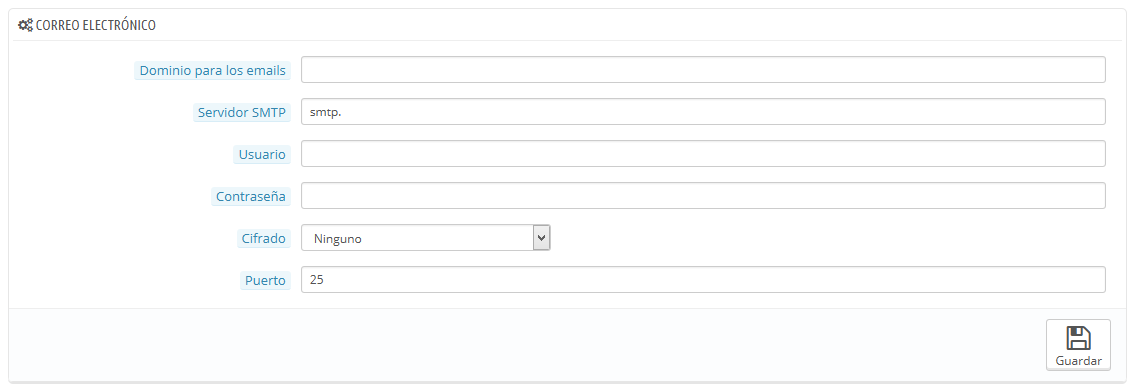 CORREO ELECTRÓNICO
Dominio para los emails
Servidor SMTP smtp.
Usuario
Contraseña
Cifrado Ninguno
Puerto 25
Guardar